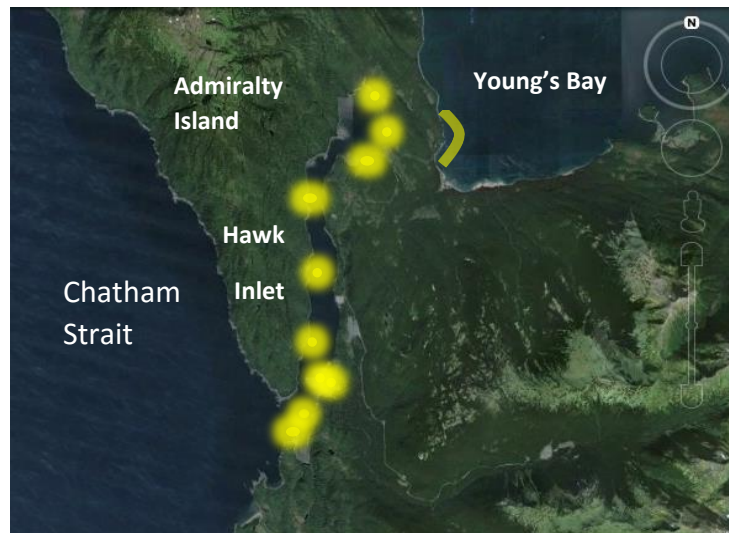 Admiralty
Island
Young's Bay
Hawk
Inlet
Chatham
Strait
N